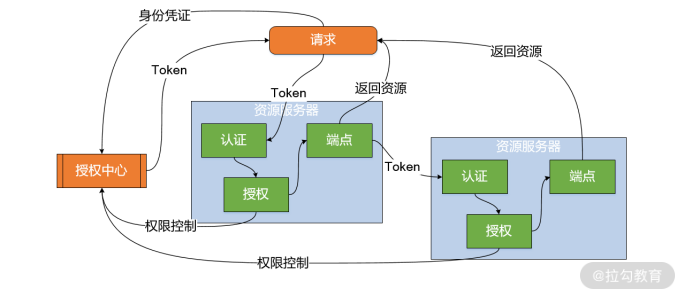 身份凭证
请求
Token
返回资源
Token
返回资源
资源服务器
认证
端点
授权
权限控制
授权中心
Token
资源服务器
认证
端点
授权
权限控制
@拉勾教育